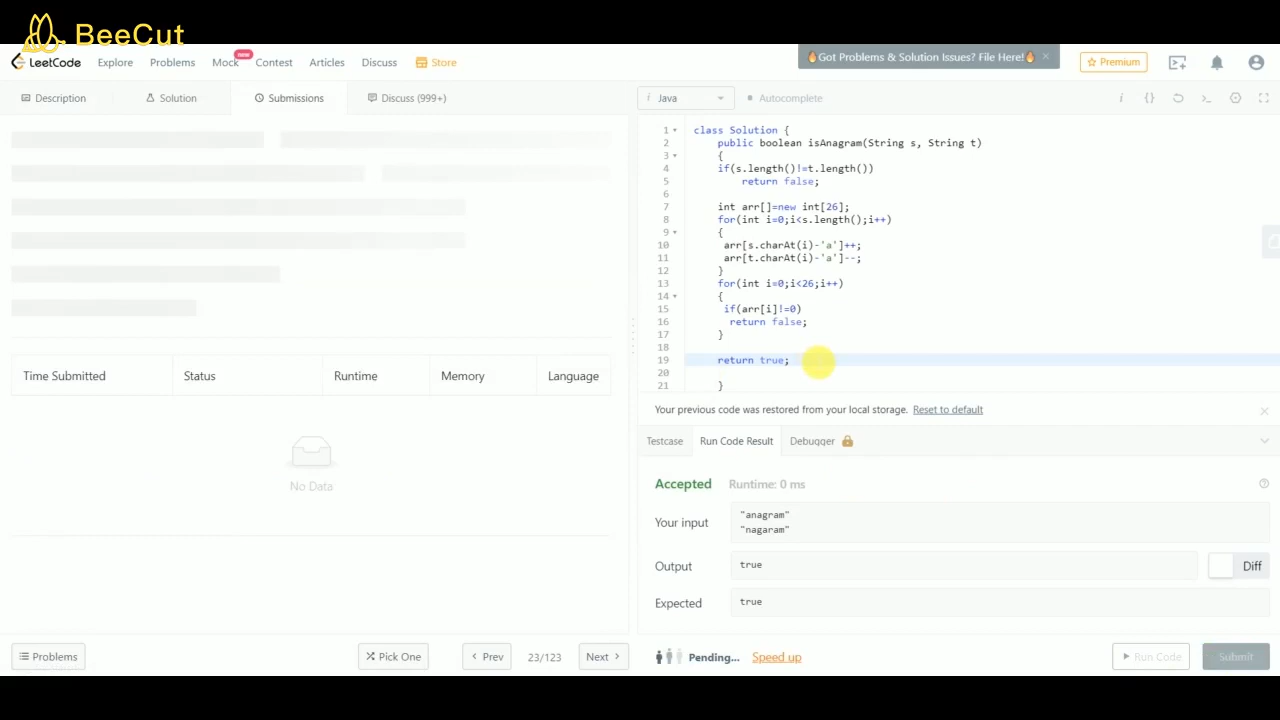 BeeCut
LeetCode Explore Problems Mock new Contest Articles Discuss Store
🔥Got Problems & Solution Issues? File Here!🔥 ×
Premium
Description Solution Submissions Discuss (999+)
i Java Autocomplete
Time Submitted Status Runtime Memory Language
No Data
1 class Solution {
2 public boolean isAnagram(String s, String t)
3 {
4 if(s.length()!=t.length())
5 return false;
6
7 int arr[]=new int[26];
8 for(int i=0;i<s.length();i++)
9 {
10 arr[s.charAt(i)-'a']++;
11 arr[t.charAt(i)-'a']--;
12 }
13 for(int i=0;i<26;i++)
14 {
15 if(arr[i]!=0)
16 return false;
17 }
18
19 return true;
20
21 }
Your previous code was restored from your local storage. Reset to default
Testcase Run Code Result Debugger
Accepted Runtime: 0 ms
Your input
"anagram"
"nagaram"
Output true Diff
Expected true
Problems Pick One Prev 23/123 Next
Pending... Speed up Run Code Submit